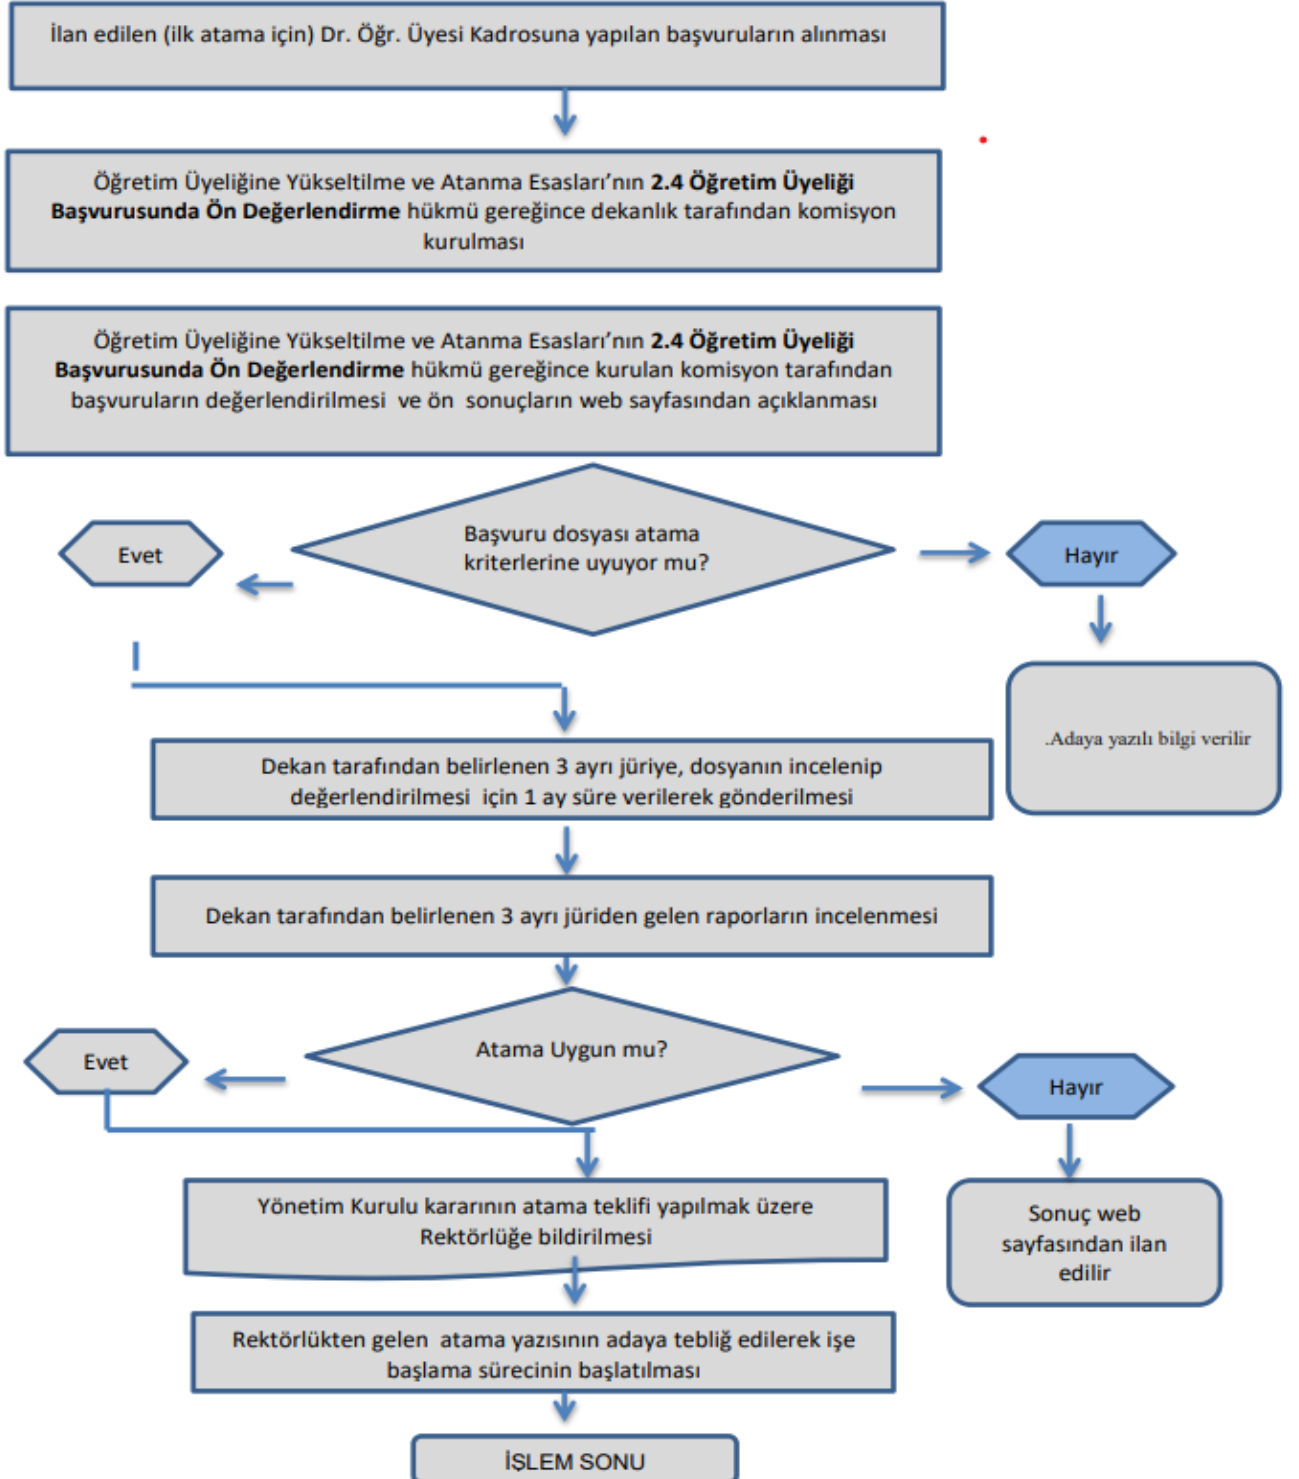 İlan edilen (ilk atama için) Dr. Öğr. Üyesi Kadrosuna yapılan başvuruların alınması
Öğretim Üyeliğine Yükseltilme ve Atanma Esasları’nın 2.4 Öğretim Üyeliği
Başvurusunda Ön Değerlendirme hükmü gereğince dekanlık tarafından komisyon
kurulması
Öğretim Üyeliğine Yükseltilme ve Atanma Esasları’nın 2.4 Öğretim Üyeliği
Başvurusunda Ön Değerlendirme hükmü gereğince kurulan komisyon tarafından
başvuruların değerlendirilmesi ve ön sonuçların web sayfasından açıklanması
Başvuru dosyası atama
kriterlerine uyuyor mu?
Evet
Hayır
.Adaya yazılı bilgi verilir
Dekan tarafından belirlenen 3 ayrı jüriye, dosyanın incelenip
değerlendirilmesi için 1 ay süre verilerek gönderilmesi
Dekan tarafından belirlenen 3 ayrı jüriden gelen raporların incelenmesi
Atama Uygun mu?
Evet
Hayır
Yönetim Kurulu kararının atama teklifi yapılmak üzere
Rektörlüğe bildirilmesi
Sonuç web
sayfasından ilan
edilir
Rektörlükten gelen atama yazısının adaya tebliğ edilerek işe
başlama sürecinin başlatılması
İŞLEM SONU